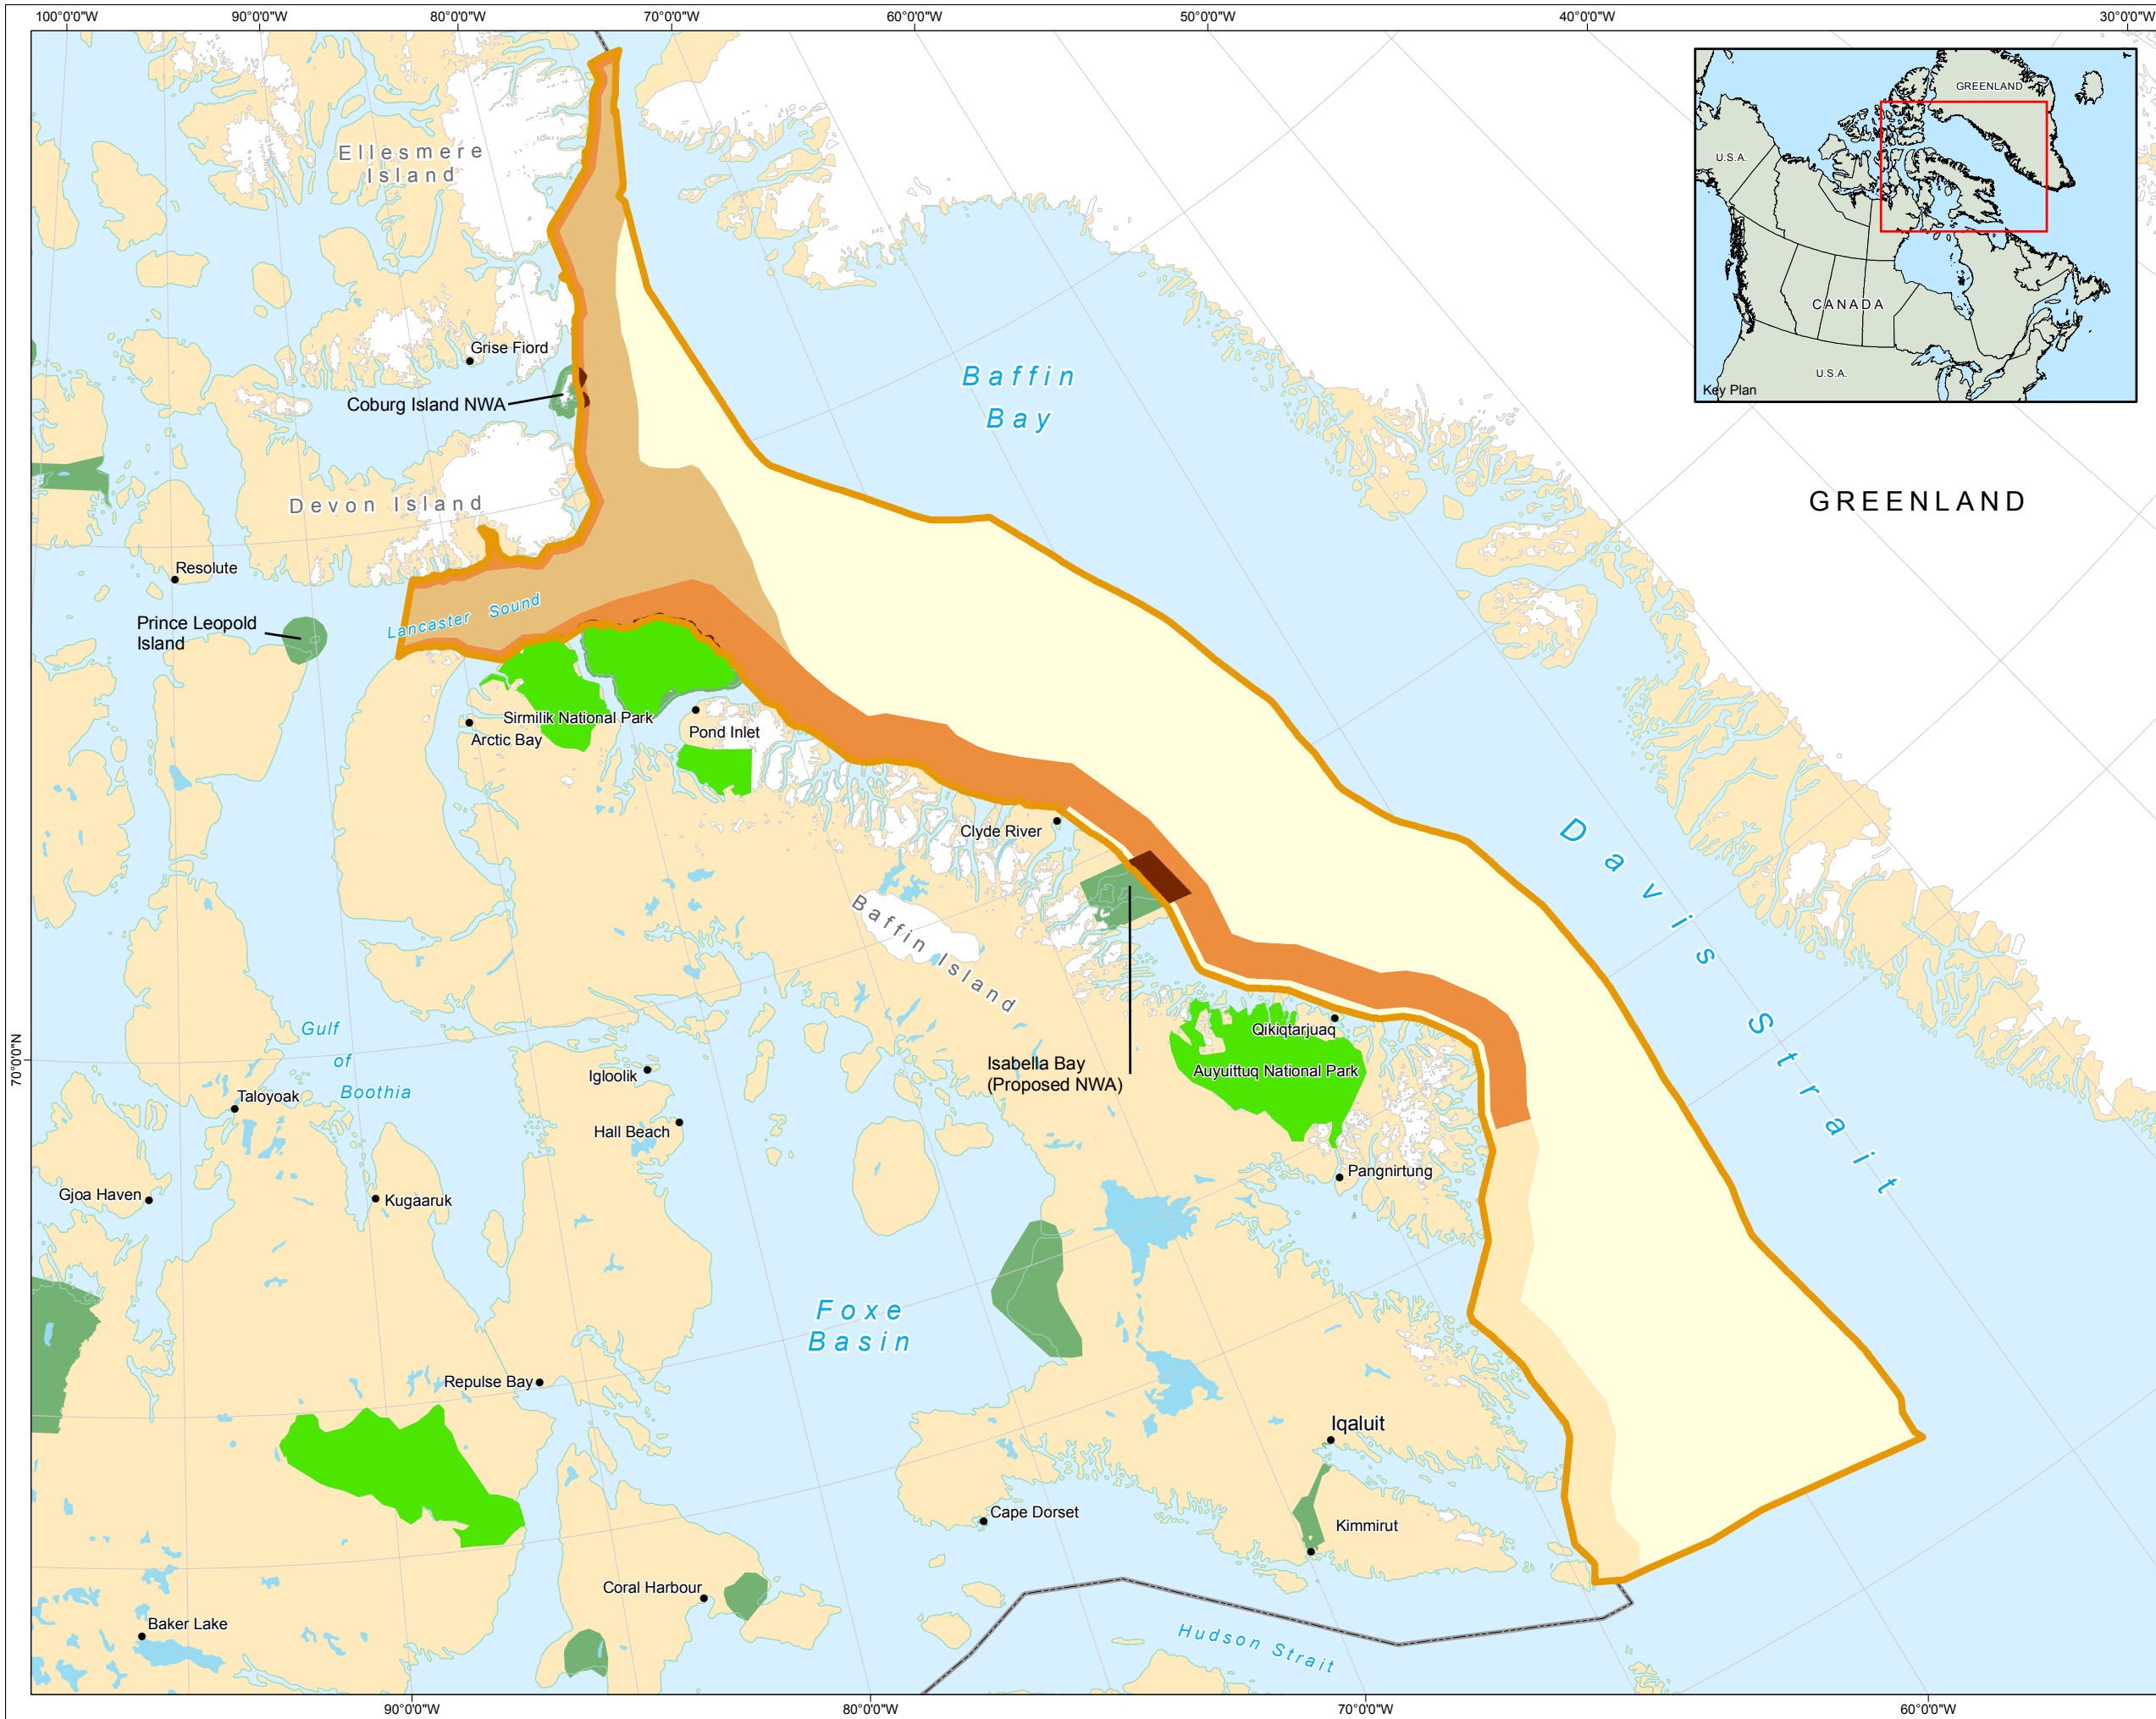 100°0'0"W
90°0'0"W
80°0'0"W
70°0'0"W
60°0'0"W
50°0'0"W
40°0'0"W
30°0'0"W
GREENLAND
U.S.A.
CANADA
U.S.A.
Key Plan
Ellesmere
Island
Grise Fiord
Coburg Island NWA
Baffin
Bay
Devon Island
GREENLAND
Resolute
Lancaster Sound
Prince Leopold
Island
Sirmilik National Park
Arctic Bay
Pond Inlet
Clyde River
Davis Strait
Baffin Island
Gulf
of
Boothia
70°0'0"N
Qikiqtarjuaq
Isabella Bay
(Proposed NWA)
Auyuittuq National Park
Igloolik
Taloyoak
Hall Beach
Pangnirtung
Gjoa Haven
Kugaaruk
Foxe
Basin
Repulse Bay
Iqaluit
Cape Dorset
Kimmirut
Coral Harbour
Baker Lake
Hudson Strait
90°0'0"W
80°0'0"W
70°0'0"W
60°0'0"W